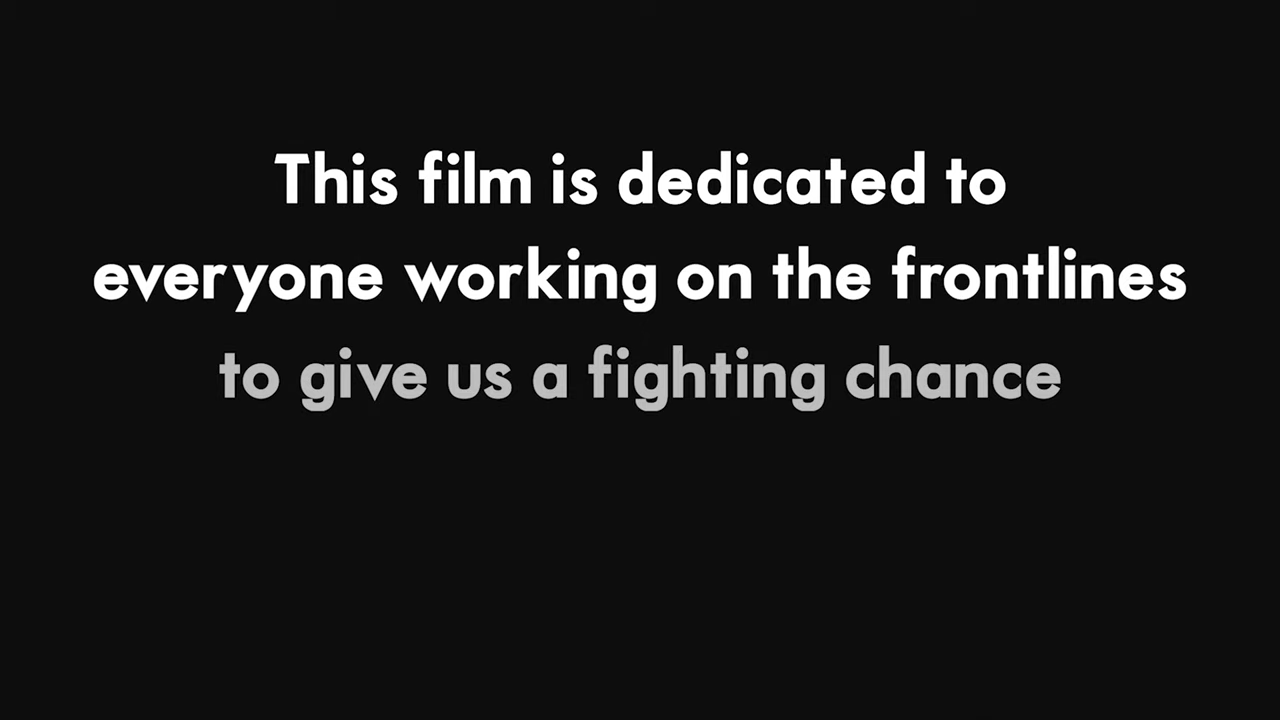 This film is dedicated to
everyone working on the frontlines
to give us a fighting chance